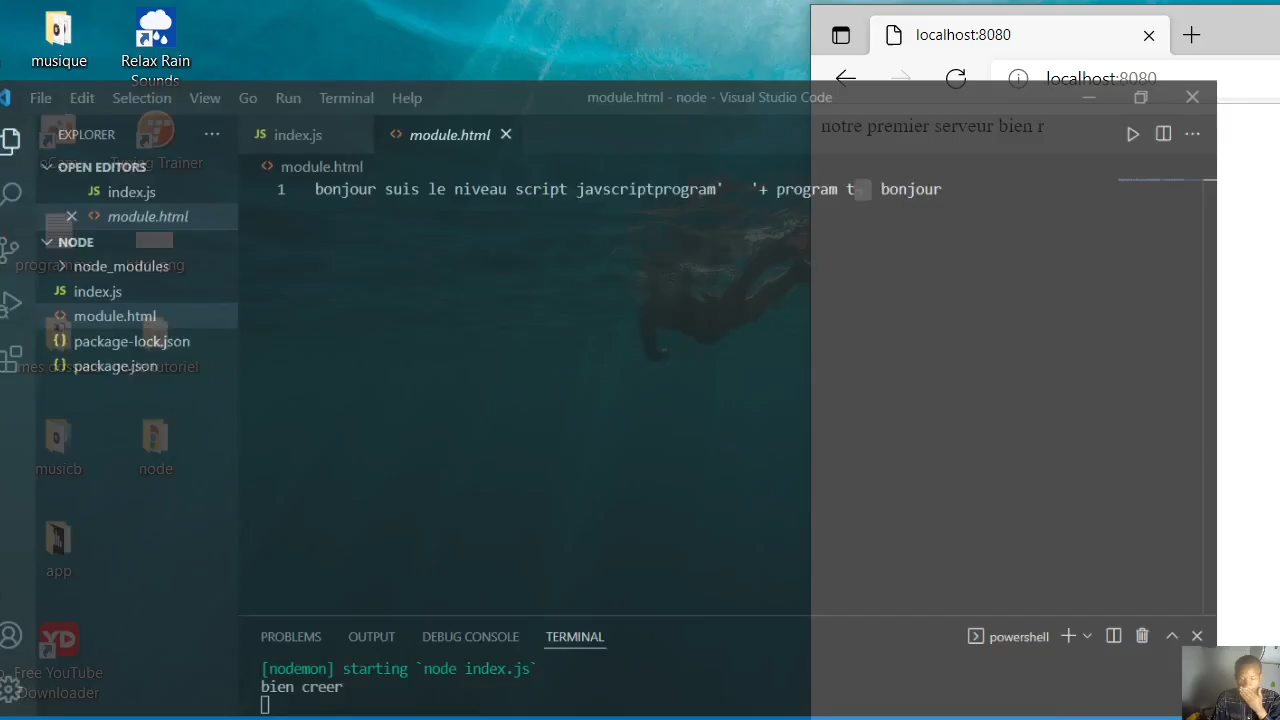 musique
Relax Rain
Sounds
localhost:8080
localhost:8080
notre premier serveur bien r
File Edit Selection View Go Run Terminal Help
module.html - node - Visual Studio Code
EXPLORER
OPEN EDITORS
index.js
module.html
NODE
node_modules
index.js
module.html
package-lock.json
package.json
index.js
module.html
module.html
1 bonjour suis le niveau script javscriptprogram' '+ program t bonjour
Trainer
musicb
node
app
YD
Free YouTube
Downloader
PROBLEMS OUTPUT DEBUG CONSOLE TERMINAL
powershell
[nodemon] starting `node index.js`
bien creer